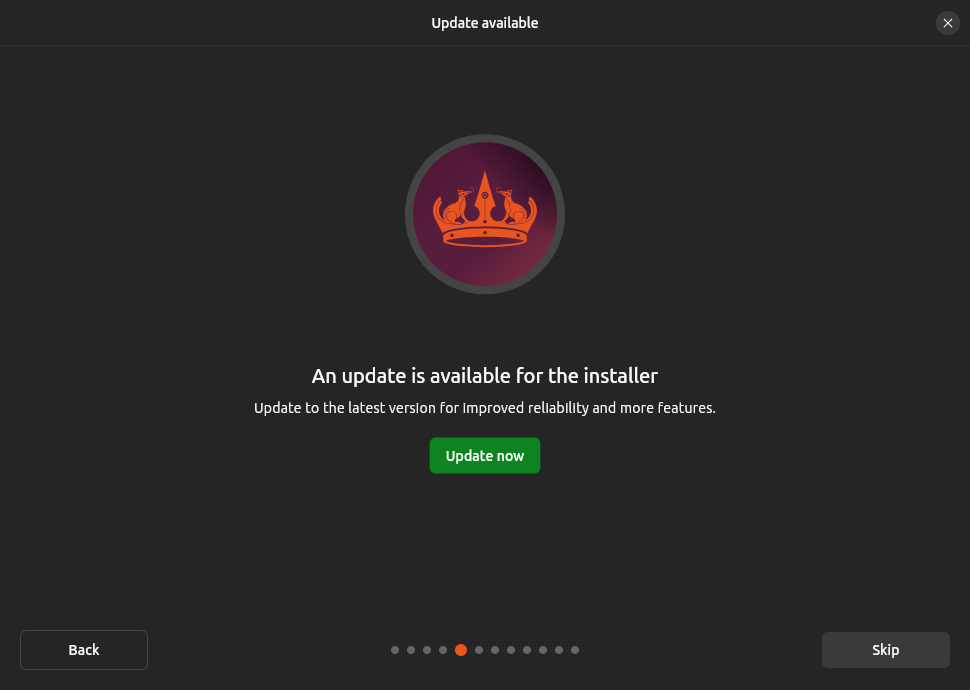 Update available
An update is available for the installer
Update to the latest version for improved reliability and more features.
Update now
Back
Skip